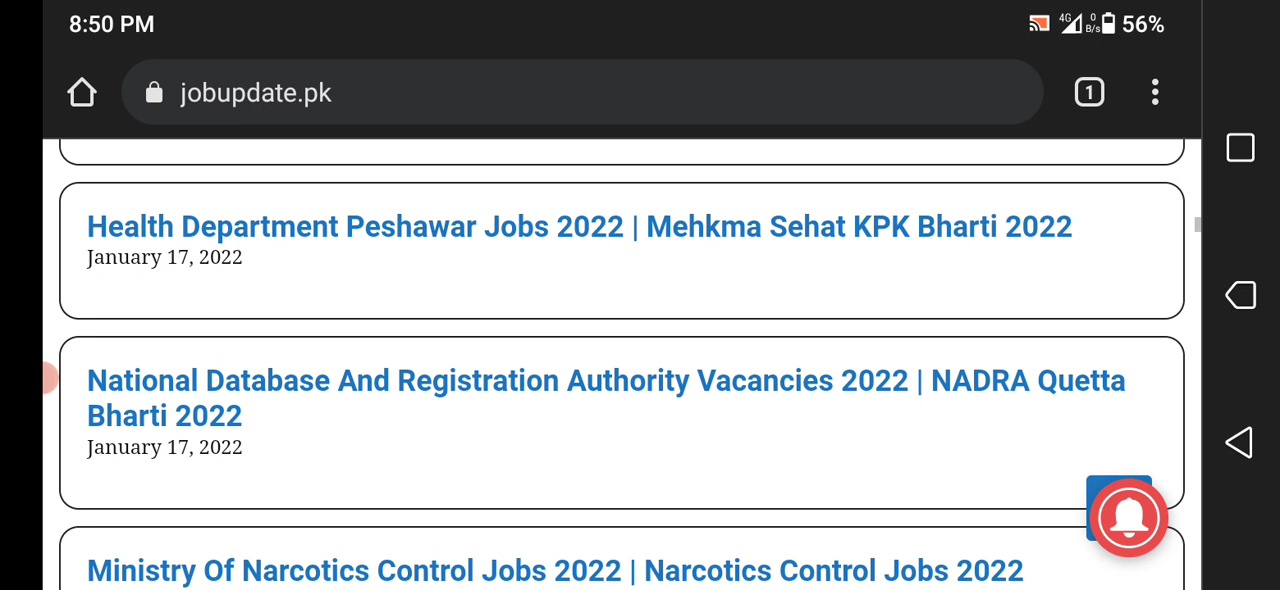 8:50 PM
4G 0 B/s 56%
jobupdate.pk
1
Health Department Peshawar Jobs 2022 | Mehkma Sehat KPK Bharti 2022
January 17, 2022
National Database And Registration Authority Vacancies 2022 | NADRA Quetta
Bharti 2022
January 17, 2022
Ministry Of Narcotics Control Jobs 2022 | Narcotics Control Jobs 2022